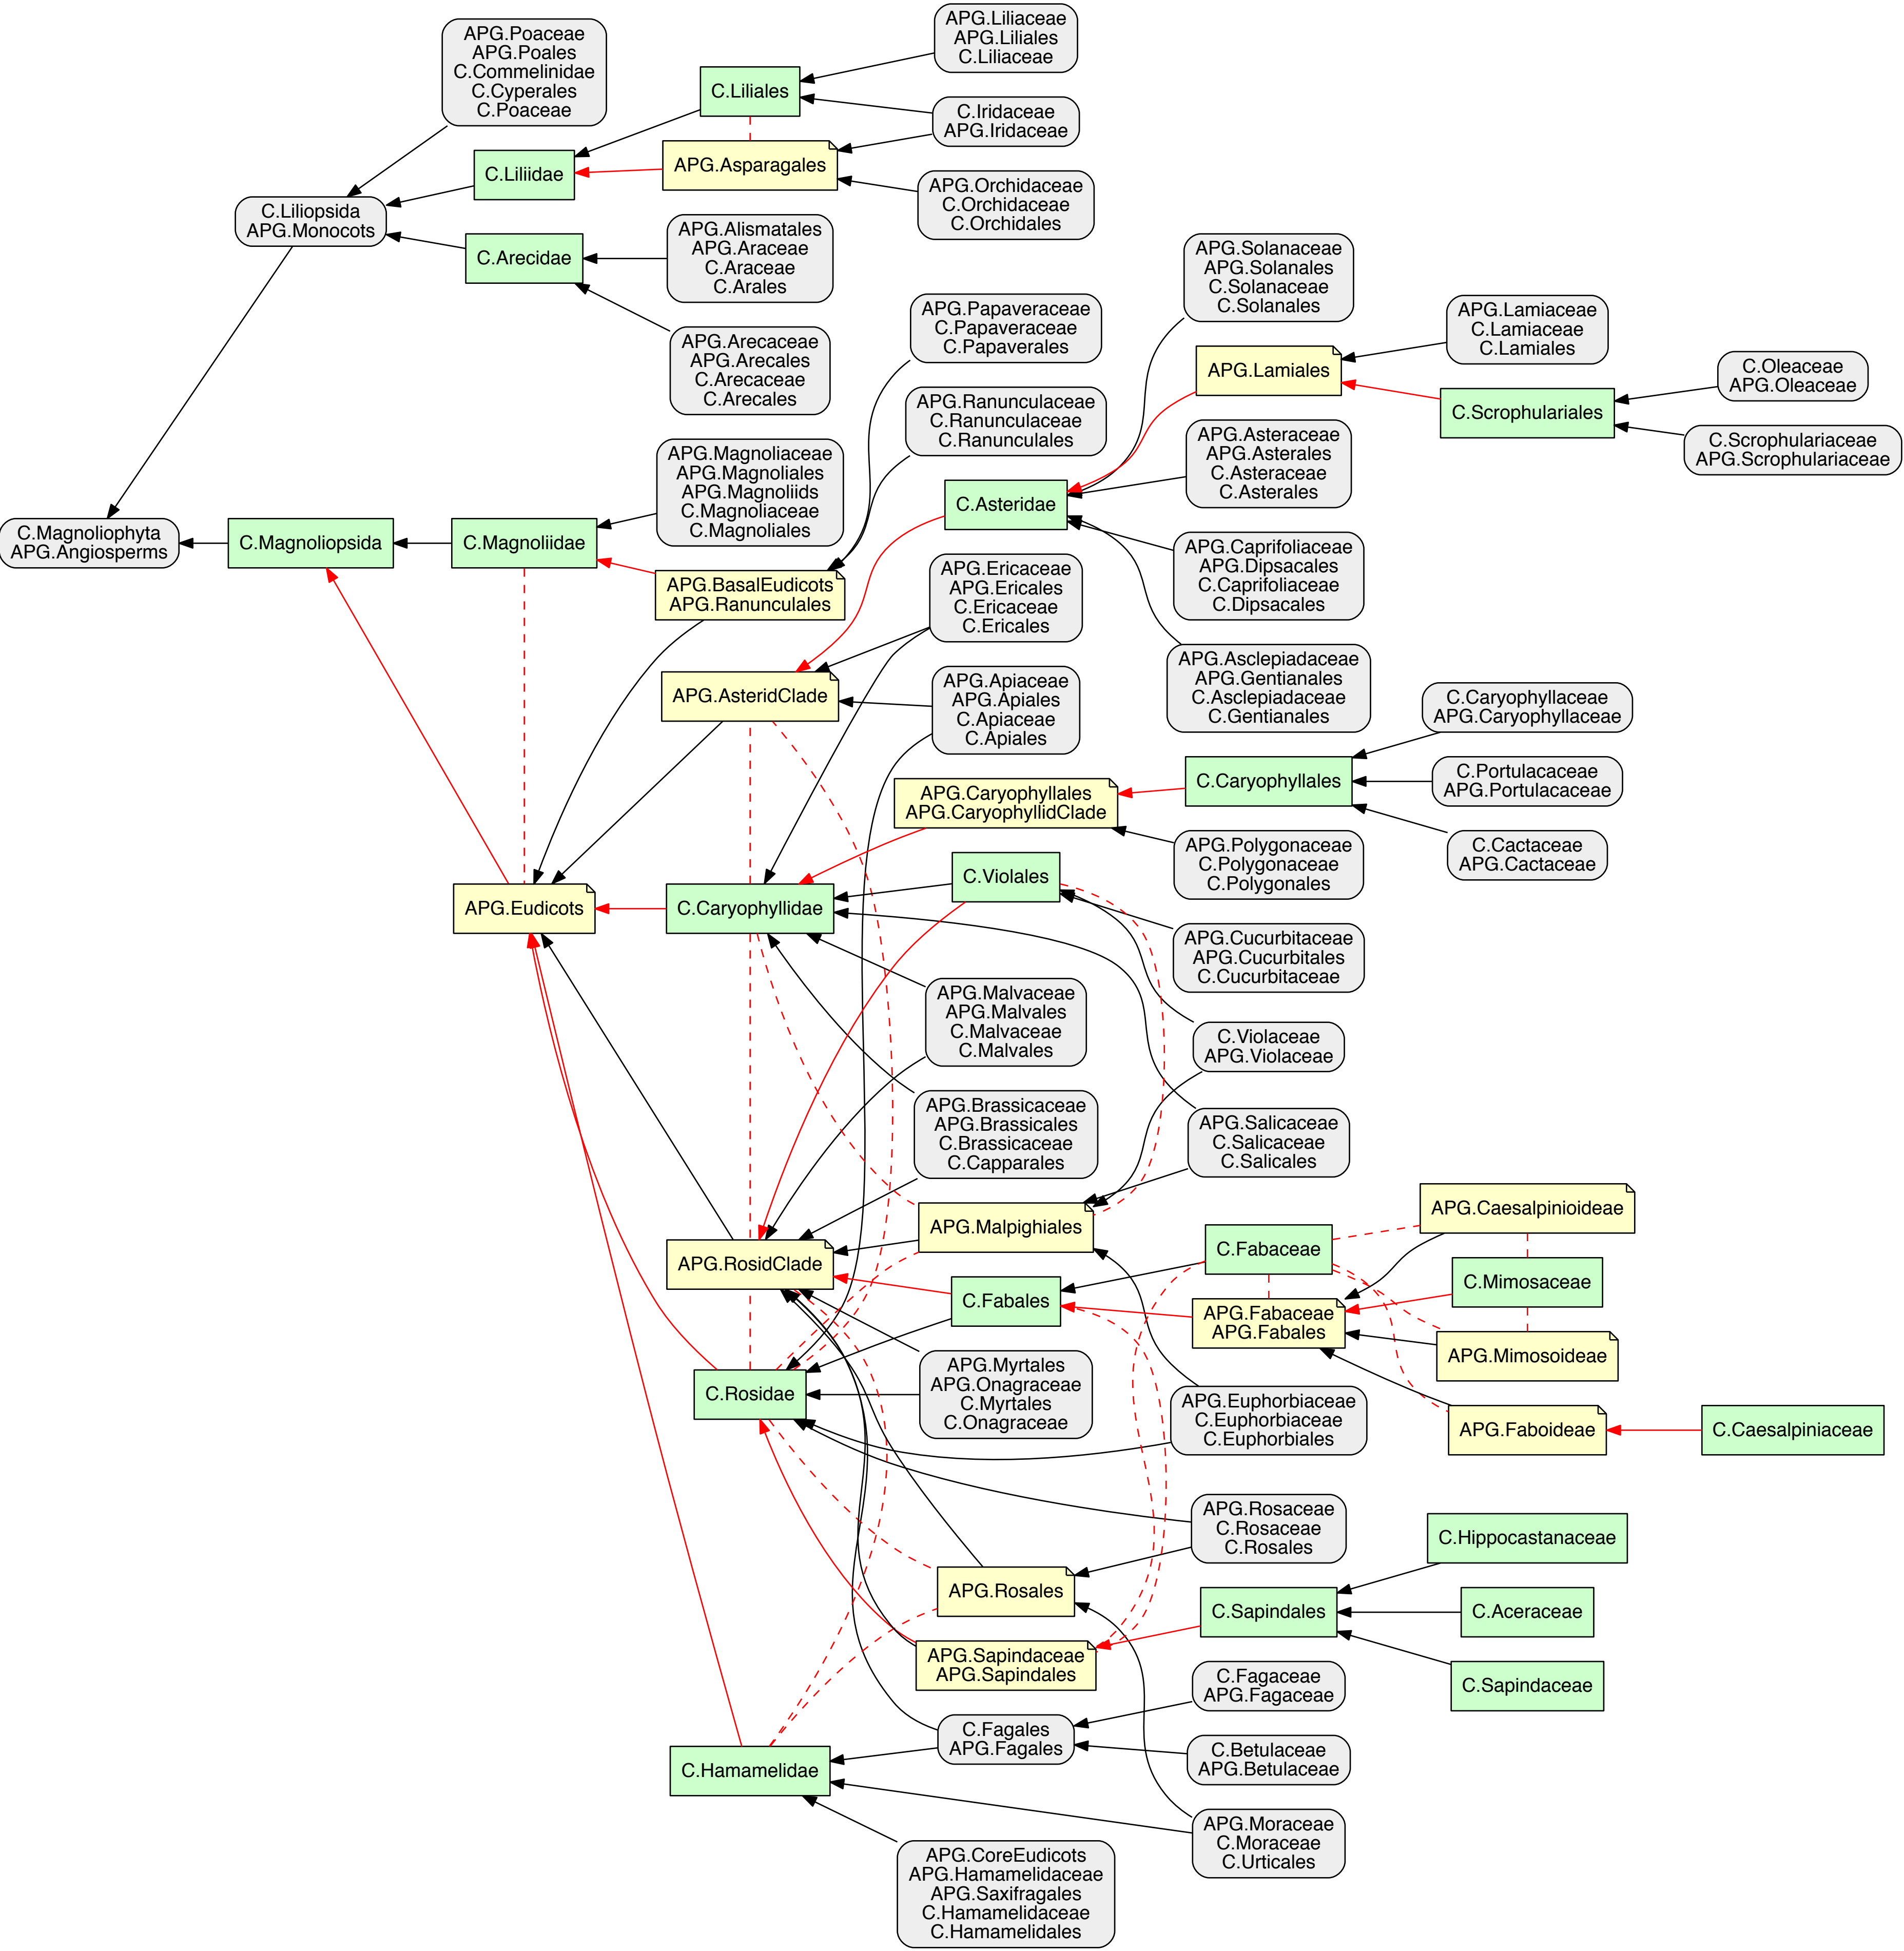 APG.Poaceae
APG.Poales
C.Commelinidae
C.Cyperales
C.Poaceae
C.Liliopsida
APG.Monocots
C.Liliidae
C.Arecidae
C.Liliales
APG.Asparagales
APG.Liliaceae
APG.Liliales
C.Liliaceae
C.Iridaceae
APG.Iridaceae
APG.Orchidaceae
C.Orchidaceae
C.Orchidales
APG.Alismatales
APG.Araceae
C.Araceae
C.Arales
APG.Arecaceae
APG.Arecales
C.Arecaceae
C.Arecales
C.Magnoliophyta
APG.Angiosperms
C.Magnoliopsida
C.Magnoliidae
APG.Magnoliaceae
APG.Magnoliales
APG.Magnoliids
C.Magnoliaceae
C.Magnoliales
APG.BasalEudicots
APG.Ranunculales
APG.Papaveraceae
C.Papaveraceae
C.Papaverales
APG.Ranunculaceae
C.Ranunculaceae
C.Ranunculales
C.Asteridae
APG.Solanaceae
APG.Solanales
C.Solanaceae
C.Solanales
APG.Lamiales
APG.Lamiaceae
C.Lamiaceae
C.Lamiales
C.Scrophulariales
C.Oleaceae
APG.Oleaceae
C.Scrophulariaceae
APG.Scrophulariaceae
APG.Asteraceae
APG.Asterales
C.Asteraceae
C.Asterales
APG.Caprifoliaceae
APG.Dipsacales
C.Caprifoliaceae
C.Dipsacales
APG.Asclepiadaceae
APG.Gentianales
C.Asclepiadaceae
C.Gentianales
APG.Ericaceae
APG.Ericales
C.Ericaceae
C.Ericales
APG.AsteridClade
APG.Apiaceae
APG.Apiales
C.Apiaceae
C.Apiales
APG.Caryophyllales
APG.CaryophyllidClade
C.Caryophyllales
C.Caryophyllaceae
APG.Caryophyllaceae
C.Portulacaceae
APG.Portulacaceae
C.Cactaceae
APG.Cactaceae
APG.Polygonaceae
C.Polygonaceae
C.Polygonales
APG.Eudicots
C.Caryophyllidae
C.Violales
APG.Cucurbitaceae
APG.Cucurbitales
C.Cucurbitaceae
APG.Malvaceae
APG.Malvales
C.Malvaceae
C.Malvales
C.Violaceae
APG.Violaceae
APG.Brassicaceae
APG.Brassicales
C.Brassicaceae
C.Capparales
APG.Salicaceae
C.Salicaceae
C.Salicales
APG.RosidClade
APG.Malpighiales
C.Fabales
C.Fabaceae
APG.Fabaceae
APG.Fabales
APG.Caesalpinioideae
C.Mimosaceae
APG.Mimosoideae
APG.Faboideae
C.Caesalpiniaceae
C.Rosidae
APG.Myrtales
APG.Onagraceae
C.Myrtales
C.Onagraceae
APG.Euphorbiaceae
C.Euphorbiaceae
C.Euphorbiales
APG.Rosaceae
C.Rosaceae
C.Rosales
APG.Rosales
APG.Sapindaceae
APG.Sapindales
C.Sapindales
C.Hippocastanaceae
C.Aceraceae
C.Sapindaceae
C.Hamamelidae
C.Fagales
APG.Fagales
C.Fagaceae
APG.Fagaceae
C.Betulaceae
APG.Betulaceae
APG.Moraceae
C.Moraceae
C.Urticales
APG.CoreEudicots
APG.Hamamelidaceae
APG.Saxifragales
C.Hamamelidaceae
C.Hamamelidales